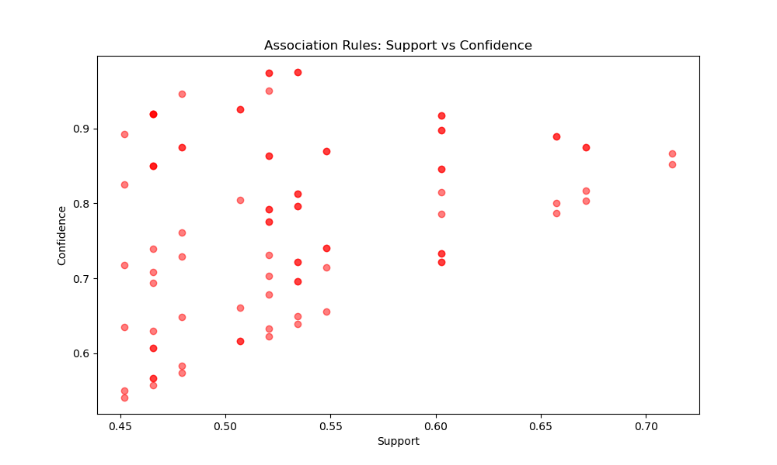 Association Rules: Support vs Confidence
Confidence
0.9
0.8
0.7
0.6
0.45 0.50 0.55 0.60 0.65 0.70
Support